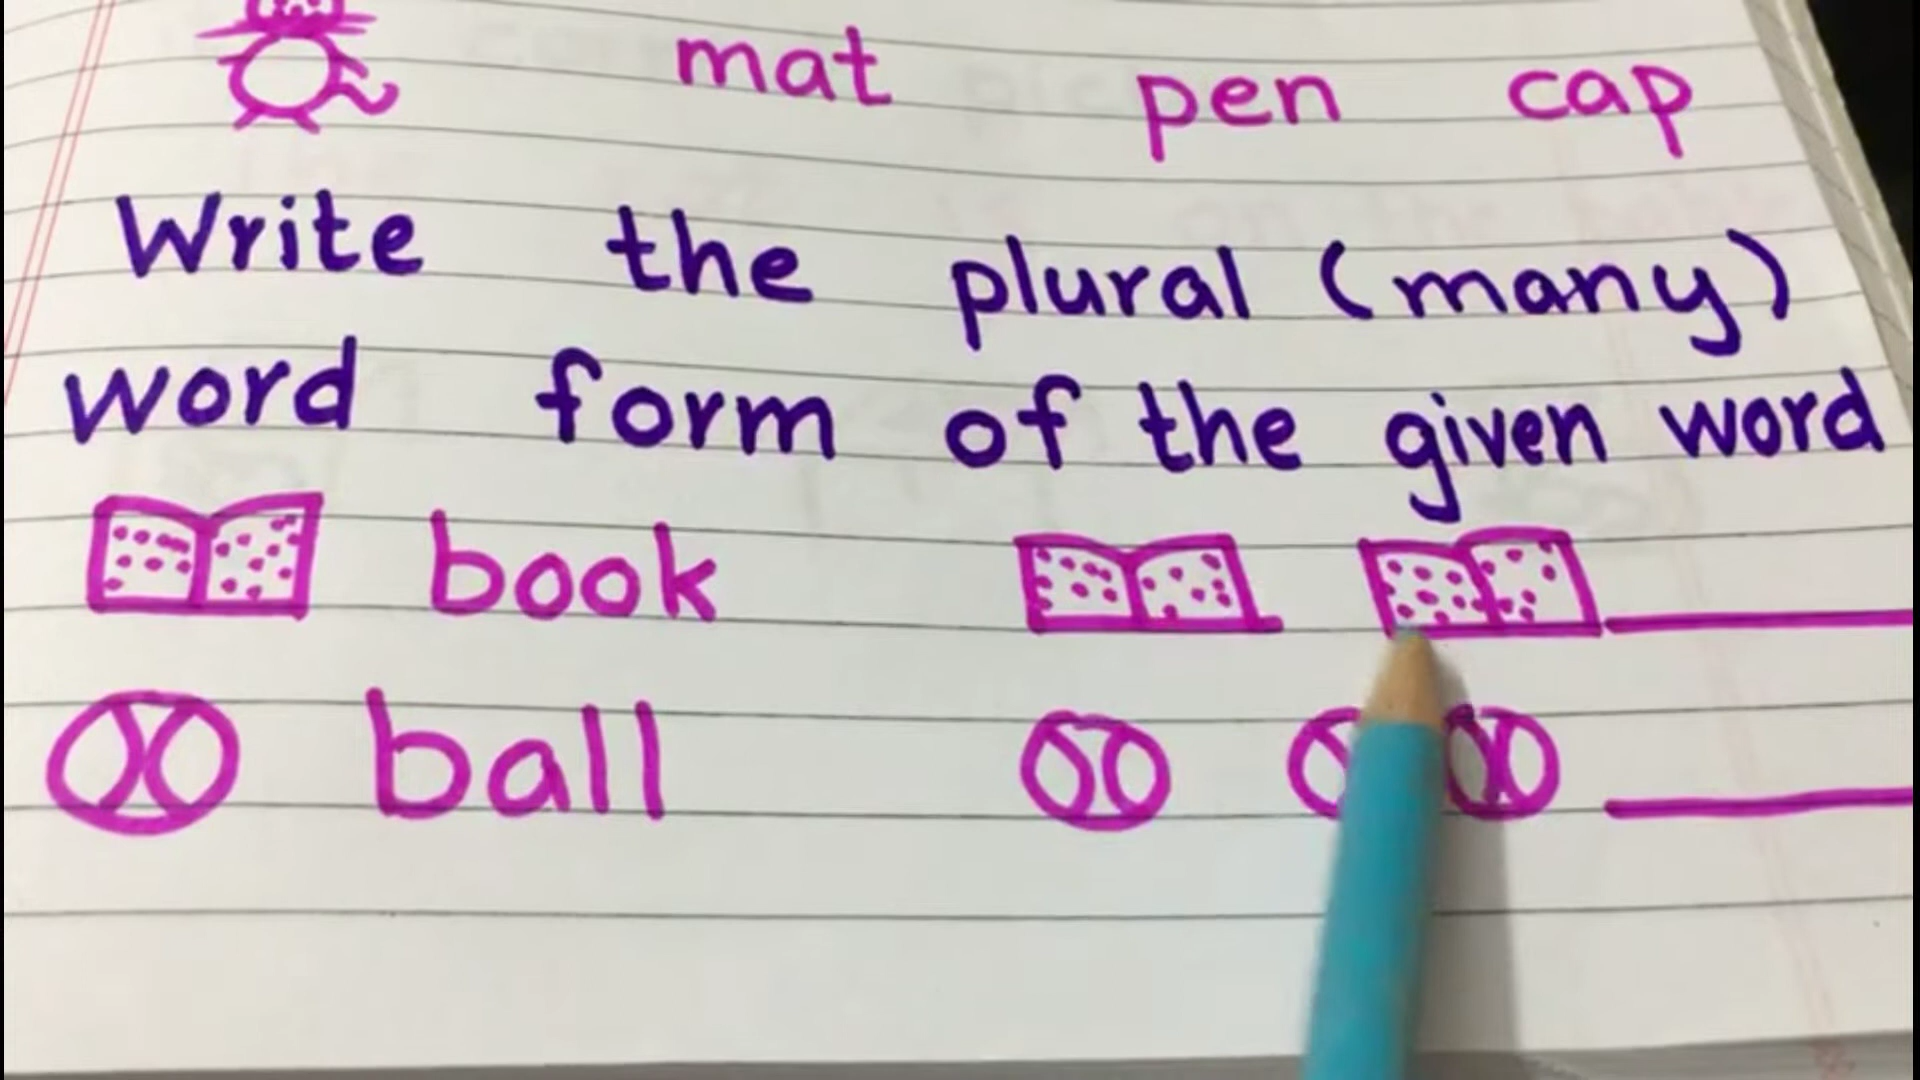 mat pen cap
Write the plural (many)
word form of the given word
book
ball